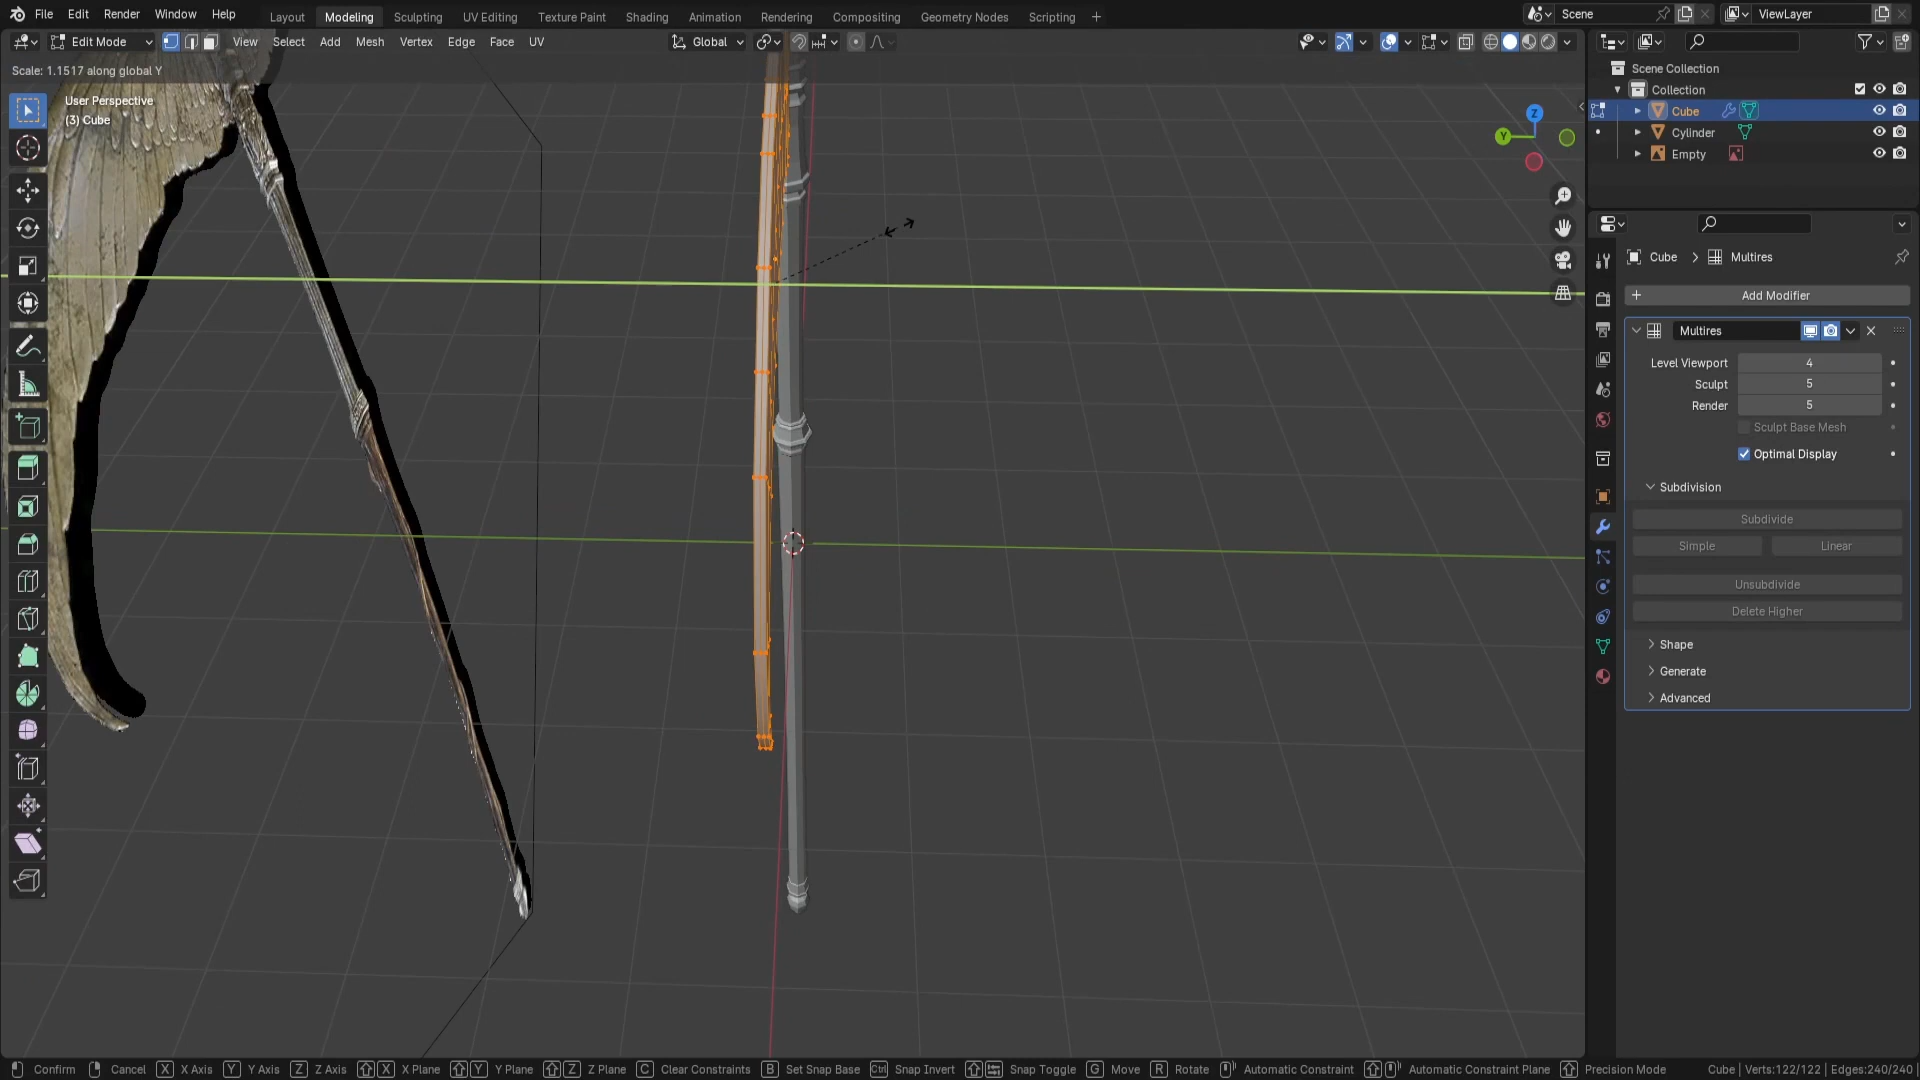 File Edit Render Window Help Layout Modeling Sculpting UV Editing Texture Paint Shading Animation Rendering Compositing Geometry Nodes Scripting + Scene ViewLayer
Edit Mode View Select Add Mesh Vertex Edge Face UV Global
Scale: 1.1517 along global Y
User Perspective
(3) Cube
Z
Y
Scene Collection
Collection
Cube
Cylinder
Empty
Cube > Multires
+ Add Modifier
Multires
Level Viewport 4
Sculpt 5
Render 5
Sculpt Base Mesh
Optimal Display
Subdivision
Subdivide
Simple Linear
Unsubdivide
Delete Higher
Shape
Generate
Advanced
Confirm Cancel X X Axis Y Y Axis Z Z Axis X X Plane Y Y Plane Z Z Plane C Clear Constraints B Set Snap Base Ctrl Snap Invert Snap Toggle G Move R Rotate Automatic Constraint Automatic Constraint Plane Precision Mode Cube | Verts:122/122 | Edges:240/240